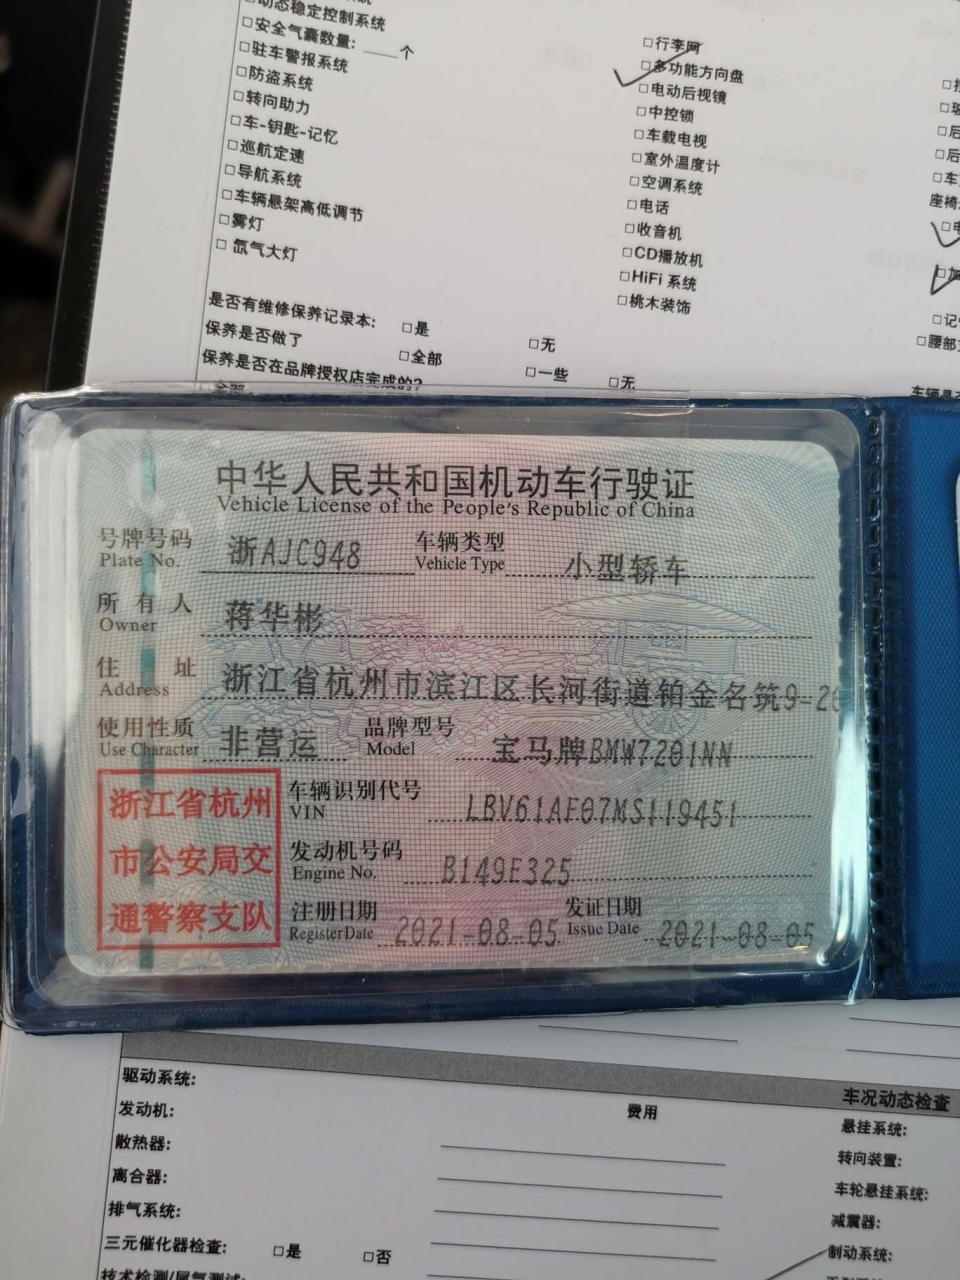 动态稳定控制系统
□安全气囊数量: ____个
□驻车警报系统
□防盗系统
□转向助力
□车-钥匙-记忆
□巡航定速
□导航系统
□车辆悬架高低调节
□雾灯
□氙气大灯
□行李网
□多功能方向盘
□电动后视镜
□中控锁
□车载电视
□室外温度计
□空调系统
□电话
□收音机
□CD播放机
□HiFi 系统
□桃木装饰
座椅
□腰部
是否有维修保养记录本: □是 □无
保养是否做了 □全部 □一些 □无
保养是否在品牌授权店完成的?
□全部
中华人民共和国机动车行驶证
Vehicle License of the People's Republic of China
号牌号码 浙AJC948 车辆类型 小型轿车
Plate No. Vehicle Type
所有人 蒋华彬
Owner
住址 浙江省杭州市滨江区长河街道铂金名筑9-20
Address
使用性质 非营运 品牌型号 宝马牌BMW7201NN
Use Character Model
浙江省杭州
市公安局交
通警察支队
车辆识别代号 LBV61AF07MS119451
VIN
发动机号码 B149F325
Engine No.
注册日期 2021-08-05 发证日期 2021-08-05
Register Date Issue Date
驱动系统:
发动机: 费用
散热器:
离合器:
排气系统:
三元催化器检查: □是 □否
技术检测/尾气测试:
车况动态检查
悬挂系统:
转向装置:
车轮悬挂系统:
减震器:
制动系统: